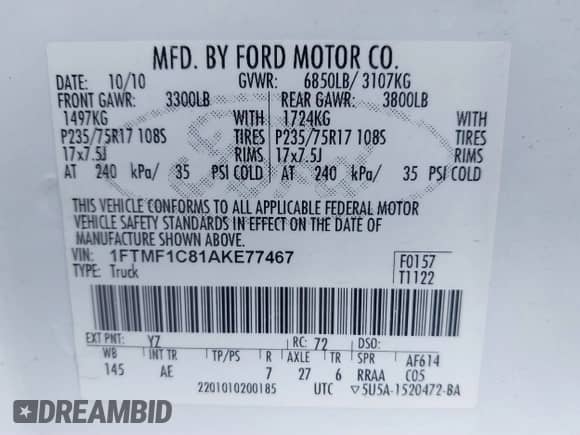 MFD. BY FORD MOTOR CO.
DATE: 10/10 GVWR: 6850LB/ 3107KG
FRONT GAWR: 3300LB REAR GAWR: 3800LB
1497KG WITH 1724KG WITH
P235/75R17 108S TIRES P235/75R17 108S TIRES
17x7.5J RIMS 17x7.5J RIMS
AT 240 kPa/ 35 PSI COLD AT 240 kPa/ 35 PSI COLD
THIS VEHICLE CONFORMS TO ALL APPLICABLE FEDERAL MOTOR
VEHICLE SAFETY STANDARDS IN EFFECT ON THE DATE OF
MANUFACTURE SHOWN ABOVE.
VIN: 1FTMF1C81AKE77467 F0157
TYPE: Truck T1122
EXT PNT: YZ RC: 72 DSO:
WB INT TR TP/PS R AXLE TR SPR AF614
145 AE 7 27 6 RRAA C05
2201010200185 UTC ▽5U5A-1520472-BA
Ford
DREAMBID